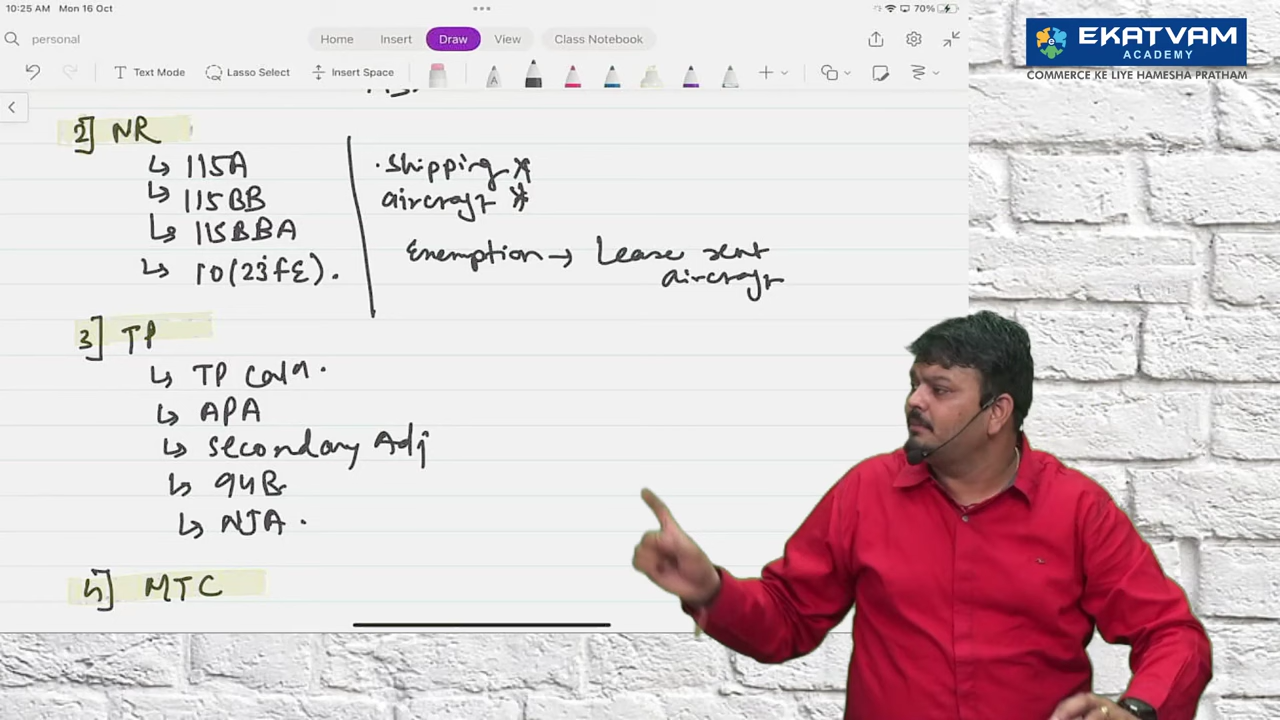 10:25 AM Mon 16 Oct
70%
personal
Home Insert Draw View Class Notebook
Text Mode Lasso Select Insert Space
EKATVAM
ACADEMY
COMMERCE KE LIYE HAMESHA PRATHAM
2] NR
↳ 115A
↳ 115BB
↳ 115BBA
↳ 10(23fE).
· Shipping *
aircraft *
Exemption → Lease rent
aircraft
3] TP
↳ TP caln.
↳ APA
↳ Secondary Adj
↳ 94B
↳ NJA.
4] MTC